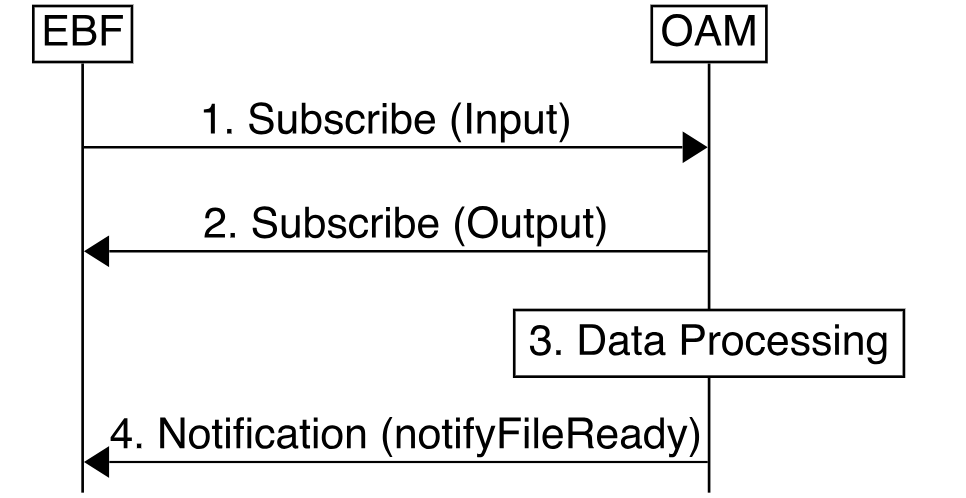 EBF
OAM
1. Subscribe (Input)
2. Subscribe (Output)
3. Data Processing
4. Notification (notifyFileReady)